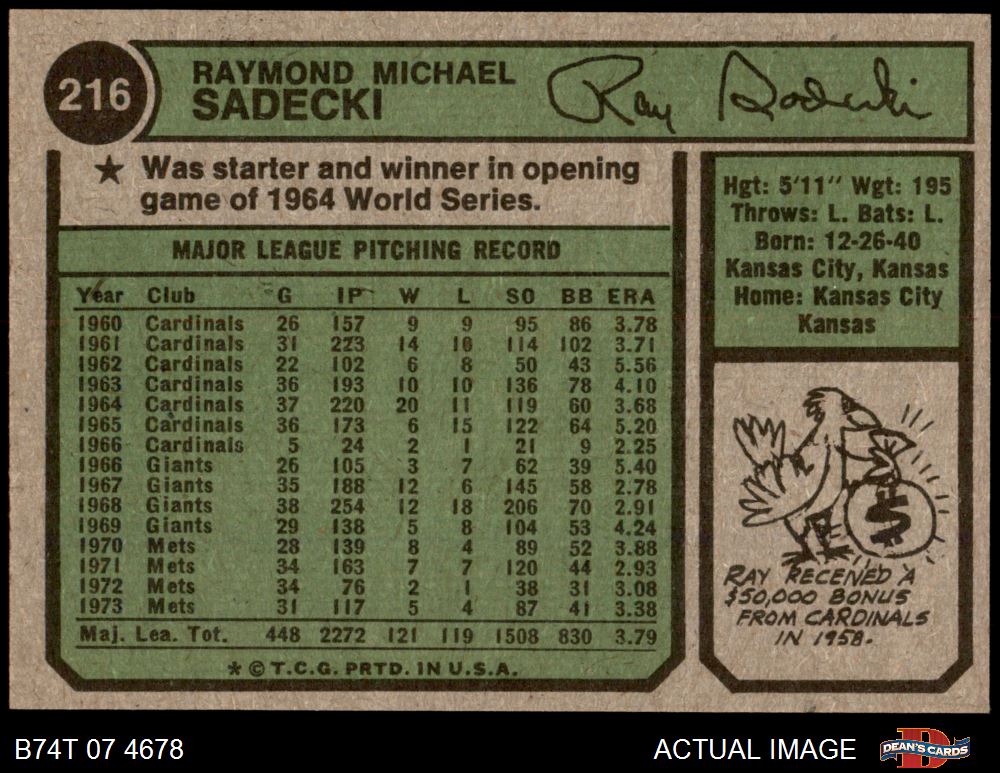 216
RAYMOND MICHAEL
SADECKI
Ray Sadecki
★ Was starter and winner in opening
game of 1964 World Series.
MAJOR LEAGUE PITCHING RECORD
Year Club G IP W L SO BB ERA
1960 Cardinals 26 157 9 9 95 86 3.78
1961 Cardinals 31 223 14 10 114 102 3.71
1962 Cardinals 22 102 6 8 50 43 5.56
1963 Cardinals 36 193 10 10 136 78 4.10
1964 Cardinals 37 220 20 11 119 60 3.68
1965 Cardinals 36 173 6 15 122 64 5.20
1966 Cardinals 5 24 2 1 21 9 2.25
1966 Giants 26 105 3 7 62 39 5.40
1967 Giants 35 188 12 6 145 58 2.78
1968 Giants 38 254 12 18 206 70 2.91
1969 Giants 29 138 5 8 104 53 4.24
1970 Mets 28 139 8 4 89 52 3.88
1971 Mets 34 163 7 7 120 44 2.93
1972 Mets 34 76 2 1 38 31 3.08
1973 Mets 31 117 5 4 87 41 3.38
Maj. Lea. Tot. 448 2272 121 119 1508 830 3.79
* © T.C.G. PRTD. IN U.S.A.
Hgt: 5'11" Wgt: 195
Throws: L. Bats: L.
Born: 12-26-40
Kansas City, Kansas
Home: Kansas City
Kansas
$
RAY RECEIVED A
$50,000 BONUS
FROM CARDINALS
IN 1958.
B74T 07 4678
ACTUAL IMAGE
D
DEAN'S CARDS